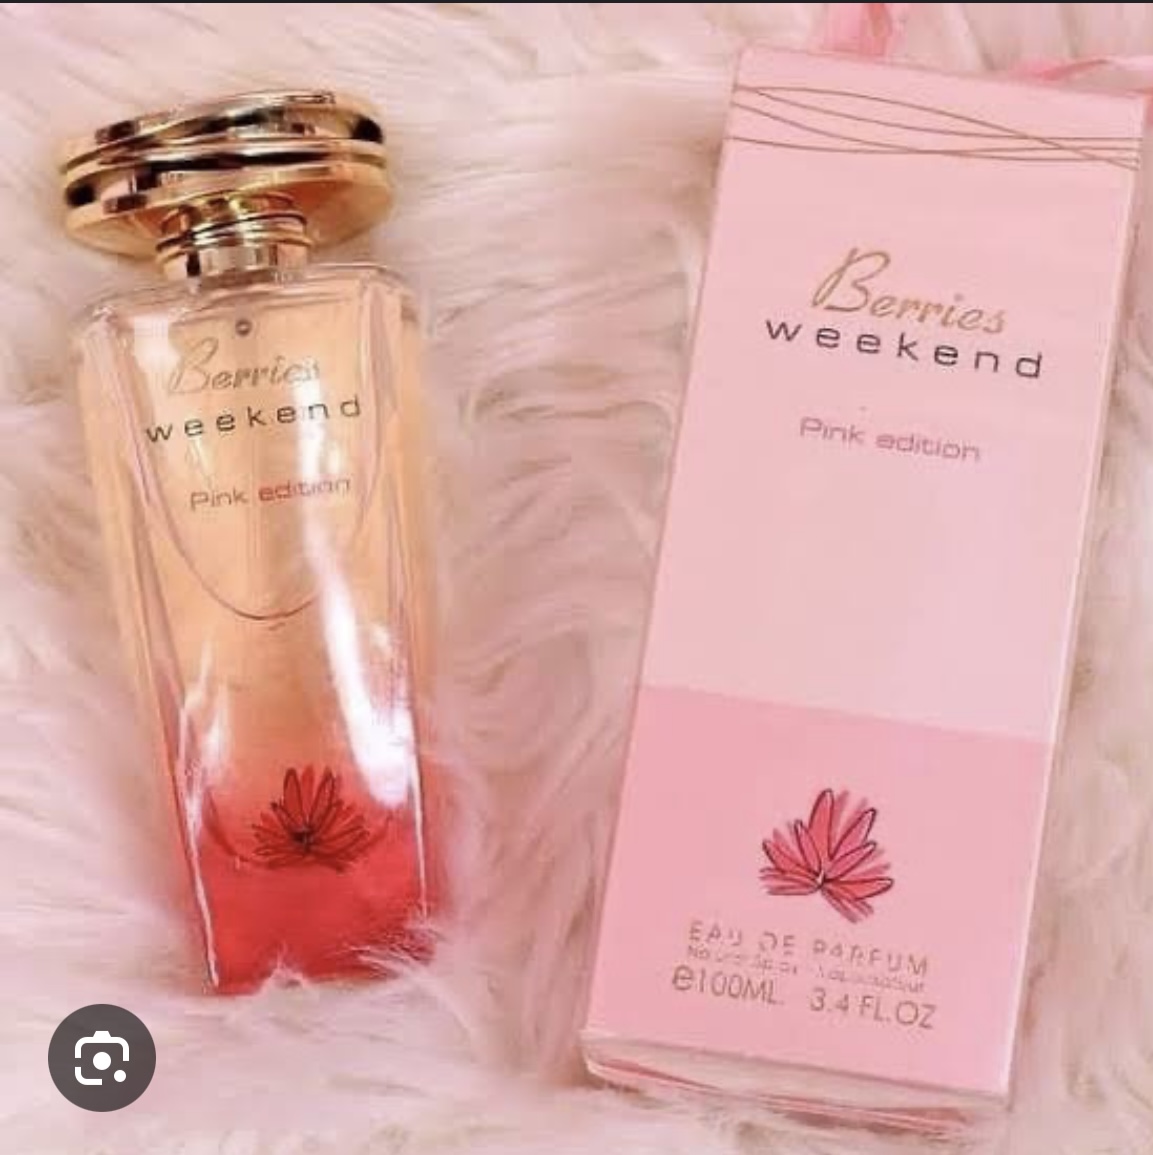 Berries
weekend
Pink edition
Berries
weekend
Pink edition
EAU DE PARFUM
e100ML 3.4 FL.OZ